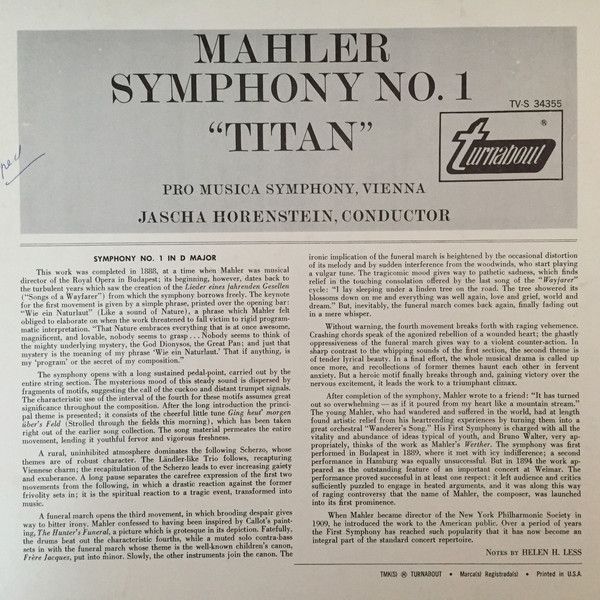 MAHLER
SYMPHONY NO. 1
"TITAN"
TV-S 34355
turnabout ®
PRO MUSICA SYMPHONY, VIENNA
JASCHA HORENSTEIN, CONDUCTOR
SYMPHONY NO. 1 IN D MAJOR
This work was completed in 1888, at a time when Mahler was musical
director of the Royal Opera in Budapest; its beginning, however, dates back to
the turbulent years which saw the creation of the Lieder eines fahrenden Gesellen
("Songs of a Wayfarer") from which the symphony borrows freely. The keynote
for the first movement is given by a simple phrase, printed over the opening bar:
"Wie ein Naturlaut" (Like a sound of Nature), a phrase which Mahler felt
obliged to elaborate on when the work threatened to fall victim to rigid program-
matic interpretation. "That Nature embraces everything that is at once awesome,
magnificent, and lovable, nobody seems to grasp . . . Nobody seems to think of
the mighty underlying mystery, the God Dionysos, the Great Pan; and just that
mystery is the meaning of my phrase 'Wie ein Naturlaut.' That if anything, is
my 'program' or the secret of my composition."
The symphony opens with a long sustained pedal-point, carried out by the
entire string section. The mysterious mood of this steady sound is dispersed by
fragments of motifs, suggesting the call of the cuckoo and distant trumpet signals.
The characteristic use of the interval of the fourth for these motifs assumes great
significance throughout the composition. After the long introduction the princi-
pal theme is presented; it consists of the cheerful little tune Ging heut' morgen
über's Feld (Strolled through the fields this morning), which has been taken
right out of the earlier song collection. The song material permeates the entire
movement, lending it youthful fervor and vigorous freshness.
A rural, uninhibited atmosphere dominates the following Scherzo, whose
themes are of robust character. The Ländler-like Trio follows, recapturing
Viennese charm; the recapitulation of the Scherzo leads to ever increasing gaiety
and exuberance. A long pause separates the carefree expression of the first two
movements from the following, in which a drastic reaction against the former
frivolity sets in; it is the spiritual reaction to a tragic event, transformed into
music.
A funeral march opens the third movement, in which brooding despair gives
way to bitter irony. Mahler confessed to having been inspired by Callot's paint-
ing, The Hunter's Funeral, a picture which is grotesque in its depiction. Fatefully,
the drums beat out the characteristic fourths, while a muted solo contra-bass
sets in with the funeral march whose theme is the well-known children's canon,
Frère Jacques, put into minor. Slowly, the other instruments join the canon. The
ironic implication of the funeral march is heightened by the occasional distortion
of its melody and by sudden interference from the woodwinds, who start playing
a vulgar tune. The tragicomic mood gives way to pathetic sadness, which finds
relief in the touching consolation offered by the last song of the "Wayfarer"
cycle: "I lay sleeping under a linden tree on the road. The tree showered its
blossoms down on me and everything was well again, love and grief, world and
dream." But, inevitably, the funeral march comes back again, finally fading out
in a mere whisper.
Without warning, the fourth movement breaks forth with raging vehemence.
Crashing chords speak of the agonized rebellion of a wounded heart; the ghastly
oppressiveness of the funeral march gives way to a violent counter-action. In
sharp contrast to the whipping sounds of the first section, the second theme is
of tender lyrical beauty. In a final effort, the whole musical drama is called up
once more, and recollections of former themes haunt each other in fervent
anxiety. But a heroic motif finally breaks through and, gaining victory over the
nervous excitement, it leads the work to a triumphant climax.
After completion of the symphony, Mahler wrote to a friend: "It has turned
out so overwhelming — as if it poured from my heart like a mountain stream."
The young Mahler, who had wandered and suffered in the world, had at length
found artistic relief from his heartrending experiences by turning them into a
great orchestral "Wanderer's Song." His First Symphony is charged with all the
vitality and abundance of ideas typical of youth, and Bruno Walter, very ap-
propriately, thinks of the work as Mahler's Werther. The symphony was first
performed in Budapest in 1889, where it met with icy indifference; a second
performance in Hamburg was equally unsuccessful. But in 1894 the work ap-
peared as the outstanding feature of an important concert at Weimar. The
performance proved successful in at least one respect: it left audience and critics
sufficiently puzzled to engage in heated arguments, and it was along this way
of raging controversy that the name of Mahler, the composer, was launched
into its first prominence.
When Mahler became director of the New York Philharmonic Society in
1909, he introduced the work to the American public. Over a period of years
the First Symphony has reached such popularity that it has now become an
integral part of the standard concert repertoire.
NOTES by HELEN H. LESS
TMK(S) ® TURNABOUT • Marca(s) Registrada(s) • Printed in U.S.A.